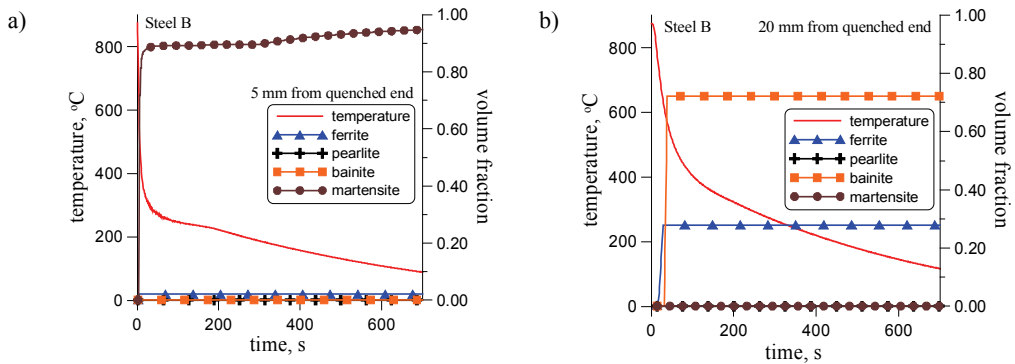 a)
Steel B
5 mm from quenched end
temperature
ferrite
pearlite
bainite
martensite
temperature, °C
800
600
400
200
0
1.00
0.80
0.60
0.40
0.20
0.00
volume fraction
0
200
400
600
time, s
b)
Steel B
20 mm from quenched end
temperature
ferrite
pearlite
bainite
martensite
temperature, °C
800
600
400
200
0
1.00
0.80
0.60
0.40
0.20
0.00
volume fraction
0
200
400
600
time, s